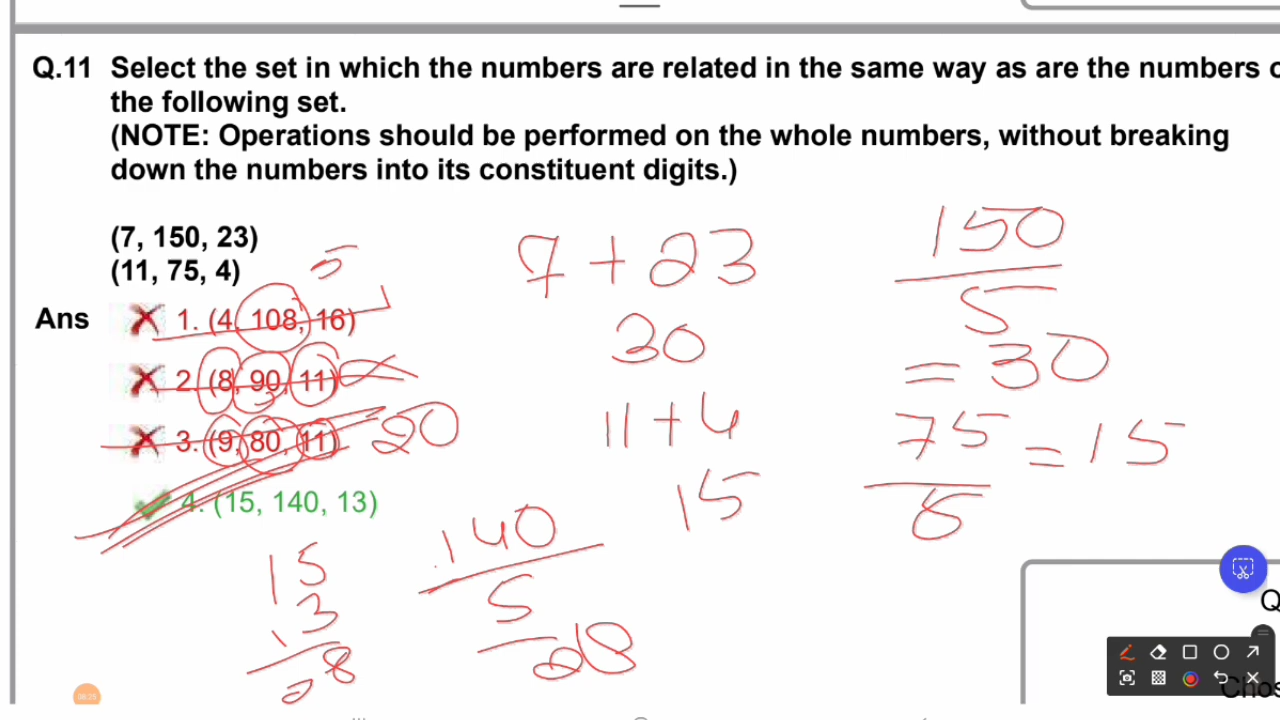 Q.11 Select the set in which the numbers are related in the same way as are the numbers
the following set.
(NOTE: Operations should be performed on the whole numbers, without breaking
down the numbers into its constituent digits.)
(7, 150, 23)
(11, 75, 4)
5
Ans 1. (4, 108, 16)
2. (8, 90, 11)
3
3. (9, 80, 11) 20
4. (15, 140, 13)
7 + 23
30
11 + 4
15
150
5
= 30
75 = 15
5
15
13
28
140
5
28
Q
Chos